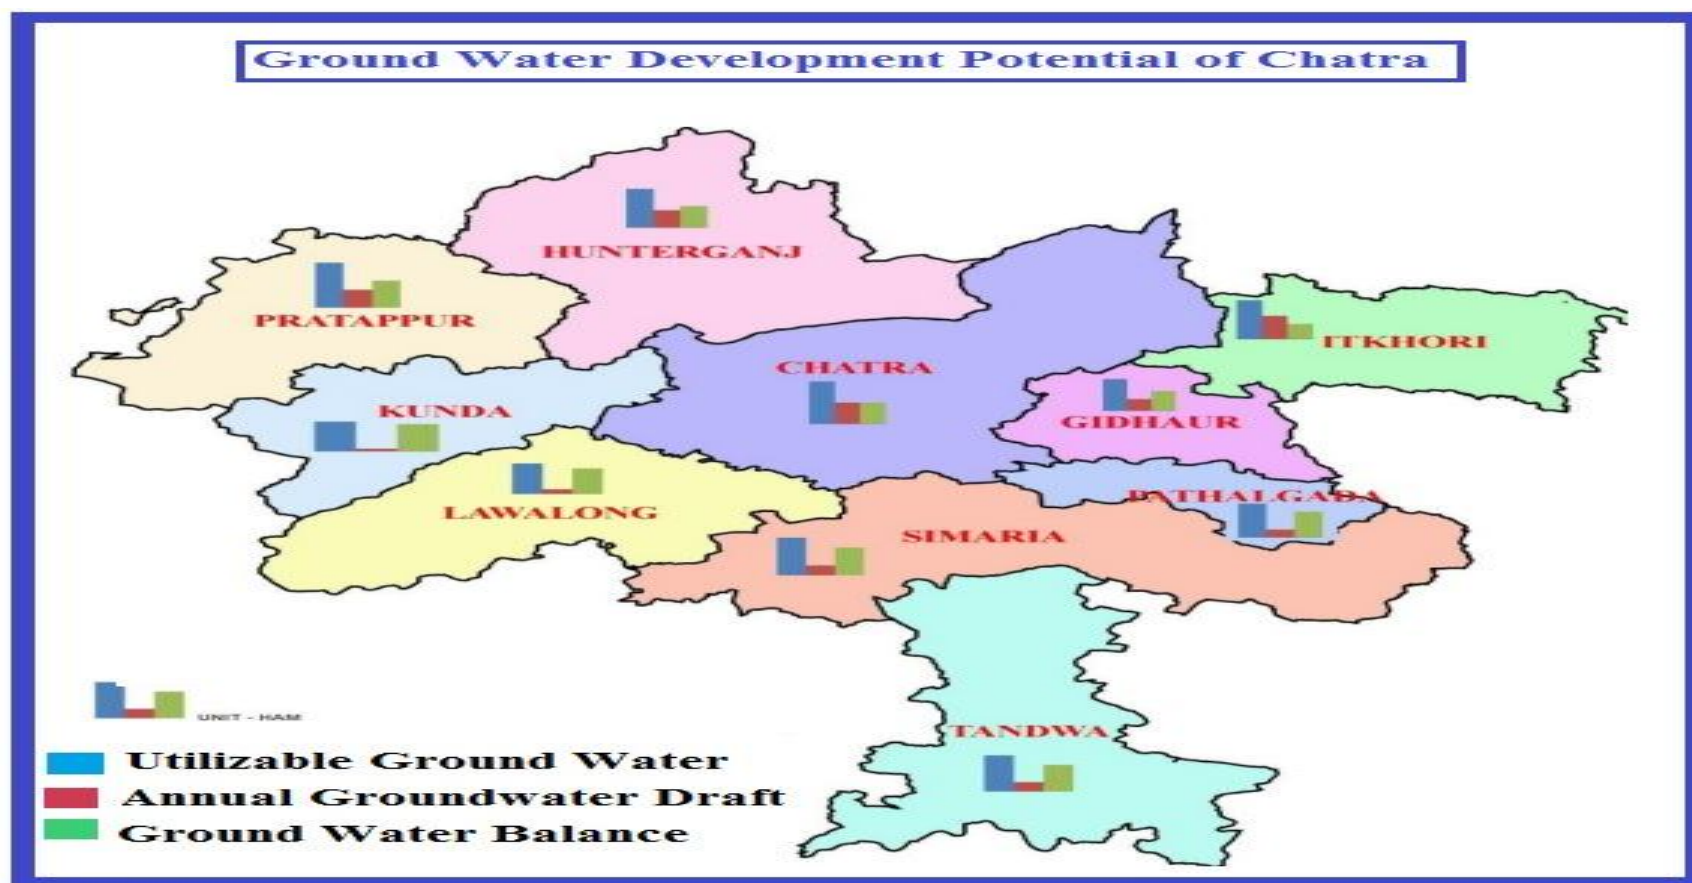 Ground Water Development Potential of Chatra
HUNTERGANJ
PRATAPPUR
ITKHORI
CHATRA
KUNDA
GIDHAUR
PATHALGADA
LAWALONG
SIMARIA
UNIT - HAM
TANDWA
Utilizable Ground Water
Annual Groundwater Draft
Ground Water Balance